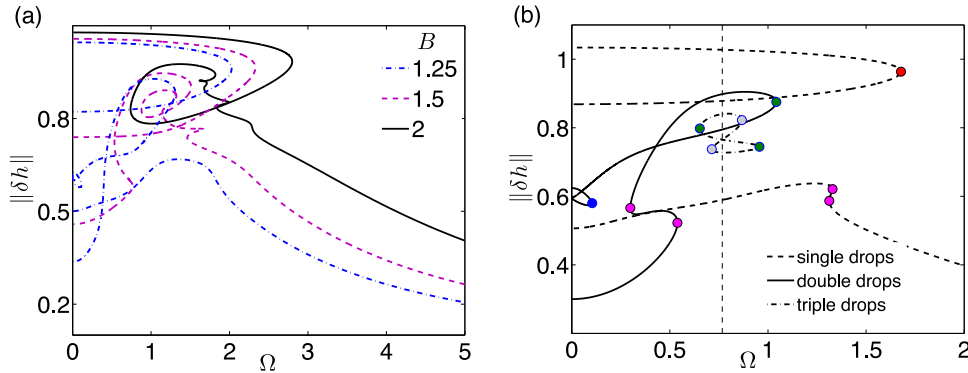 (a)
‖δh‖
0.8
0.5
0.2
0
1
2
3
4
5
Ω
B
1.25
1.5
2
(b)
‖δh‖
1
0.8
0.6
0.4
0
0.5
1
1.5
2
Ω
single drops
double drops
triple drops